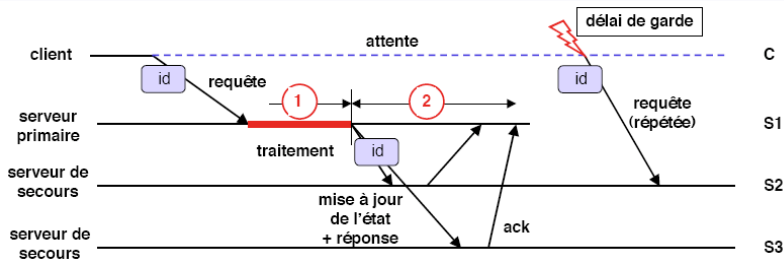 délai de garde
client
attente
C
id
requête
id
1
2
requête
(répétée)
serveur
primaire
S1
traitement
id
serveur de
secours
S2
mise à jour
de l'état
+ réponse
ack
serveur de
secours
S3